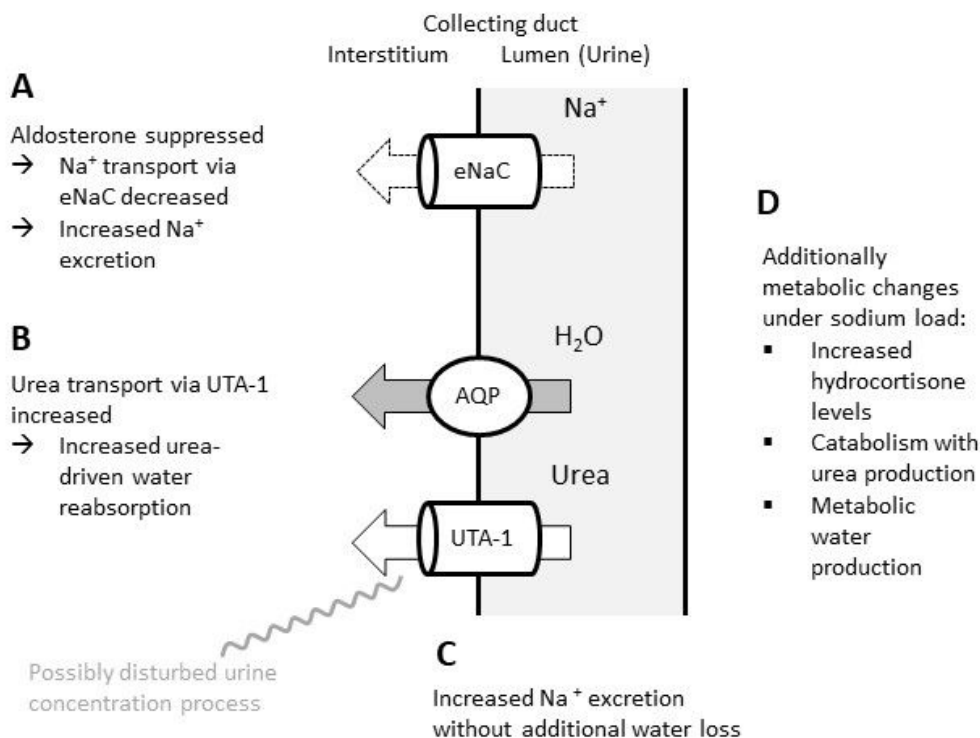 Collecting duct
Interstitium Lumen (Urine)
A
Aldosterone suppressed
→ Na⁺ transport via
eNaC decreased
→ Increased Na⁺
excretion
Na⁺
eNaC
B
Urea transport via UTA-1
increased
→ Increased urea-
driven water
reabsorption
H₂O
AQP
Urea
UTA-1
Possibly disturbed urine
concentration process
C
Increased Na⁺ excretion
without additional water loss
D
Additionally
metabolic changes
under sodium load:
▪ Increased
hydrocortisone
levels
▪ Catabolism with
urea production
▪ Metabolic
water
production